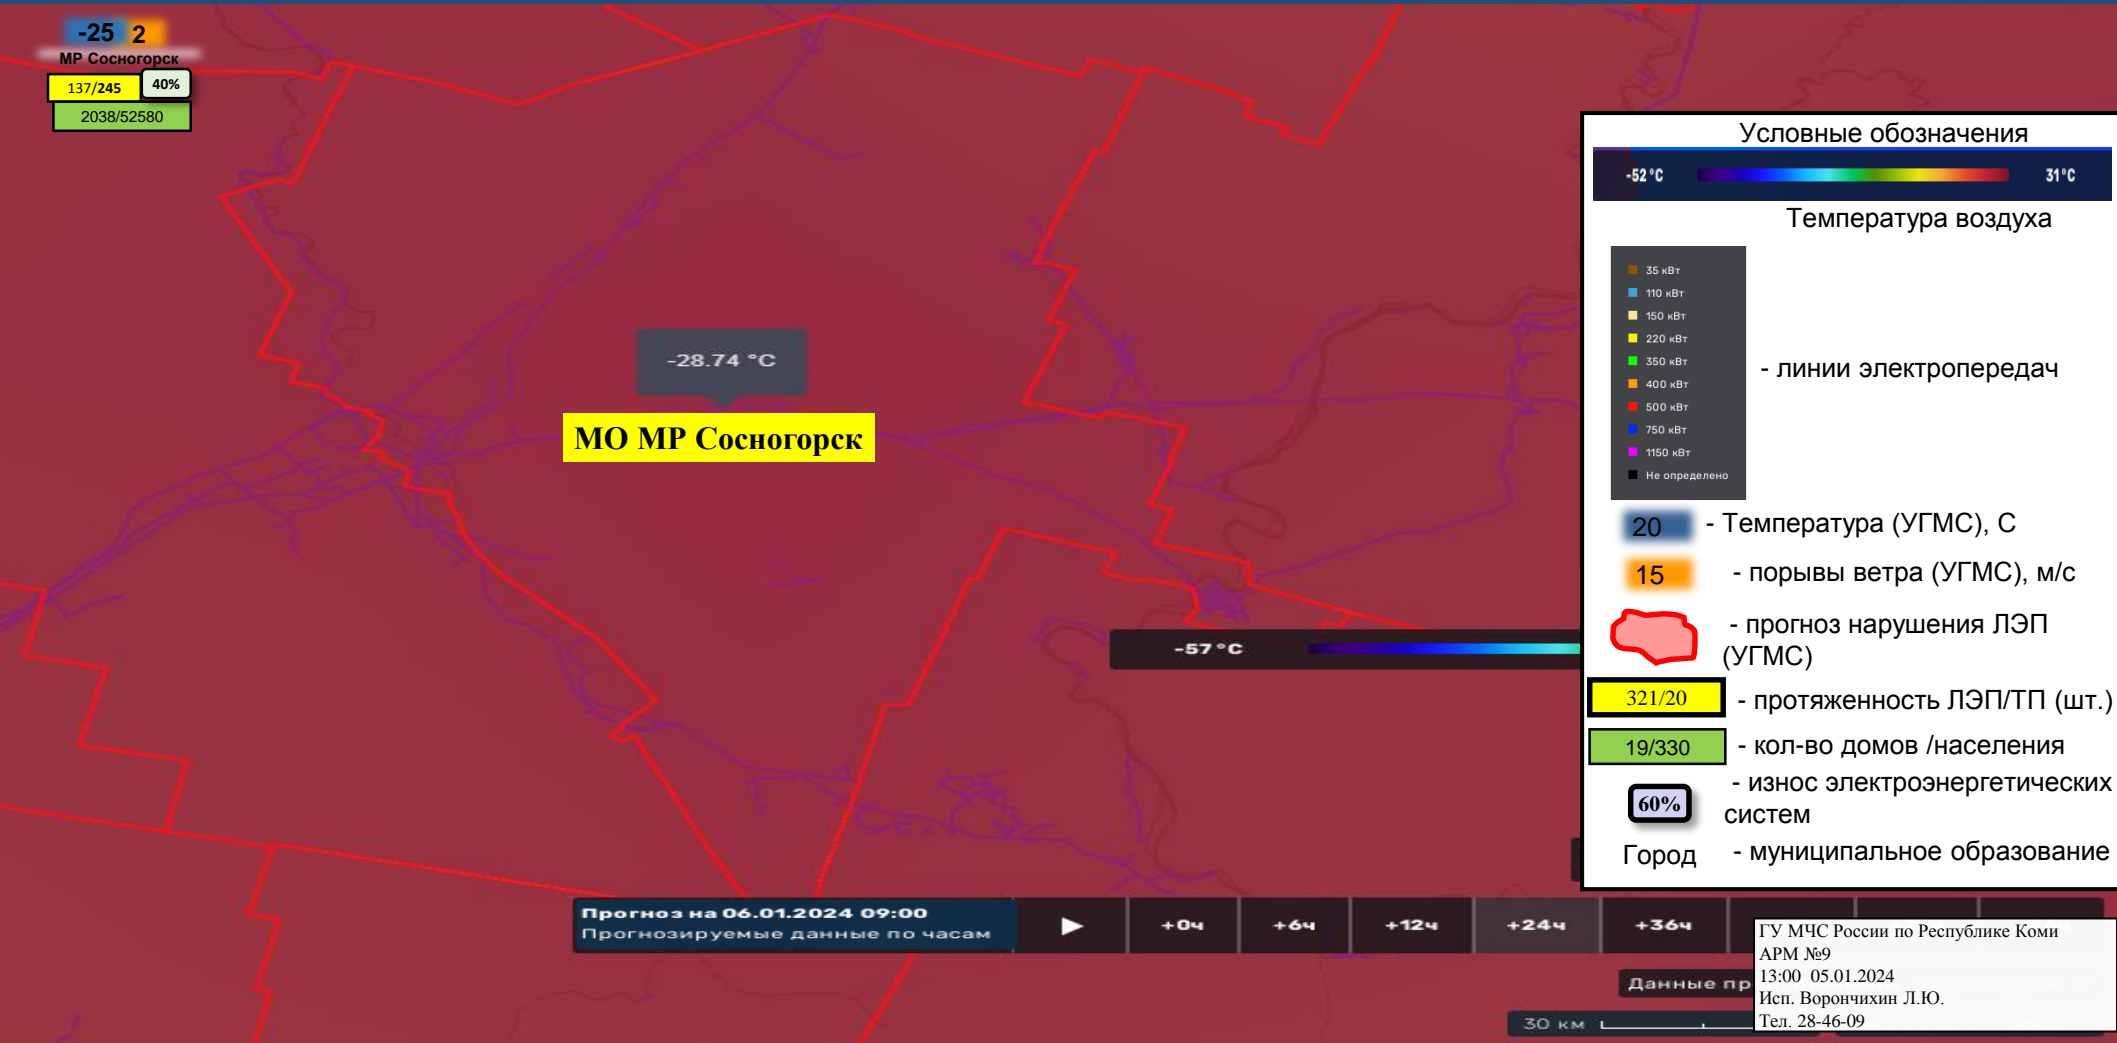 -25 2
МР Сосногорск
137/245 40%
2038/52580
-28.74 °C
МО МР Сосногорск
-57 °C
Условные обозначения
-52 °C 31 °C
Температура воздуха
35 кВт
110 кВт
150 кВт
220 кВт
350 кВт
400 кВт
500 кВт
750 кВт
1150 кВт
Не определено
- линии электропередач
20 - Температура (УГМС), С
15 - порывы ветра (УГМС), м/с
- прогноз нарушения ЛЭП
(УГМС)
321/20 - протяженность ЛЭП/ТП (шт.)
19/330 - кол-во домов /населения
- износ электроэнергетических
60% систем
Город - муниципальное образование
Прогноз на 06.01.2024 09:00
Прогнозируемые данные по часам
+0ч +6ч +12ч +24ч +36ч
Данные
30 км
ГУ МЧС России по Республике Коми
АРМ №9
13:00 05.01.2024
Исп. Ворончихин Л.Ю.
Тел. 28-46-09